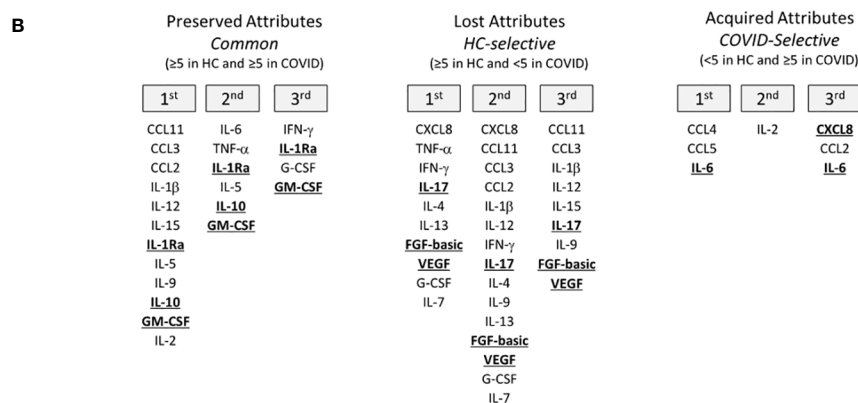 B
Preserved Attributes
Common
(≥5 in HC and ≥5 in COVID)
1st
CCL11
CCL3
CCL2
IL-1β
IL-12
IL-15
IL-1Ra
IL-5
IL-9
IL-10
GM-CSF
IL-2
2nd
IL-6
TNF-α
IL-1Ra
IL-5
IL-10
GM-CSF
3rd
IFN-γ
IL-1Ra
G-CSF
GM-CSF
Lost Attributes
HC-selective
(≥5 in HC and <5 in COVID)
1st
CXCL8
TNF-α
IFN-γ
IL-17
IL-4
IL-13
FGF-basic
VEGF
G-CSF
IL-7
2nd
CXCL8
CCL11
CCL3
CCL2
IL-1β
IL-12
IFN-γ
IL-17
IL-4
IL-9
IL-13
FGF-basic
VEGF
G-CSF
IL-7
3rd
CCL11
CCL3
IL-1β
IL-12
IL-15
IL-17
IL-9
FGF-basic
VEGF
Acquired Attributes
COVID-Selective
(<5 in HC and ≥5 in COVID)
1st
CCL4
CCL5
IL-6
2nd
IL-2
3rd
CXCL8
CCL2
IL-6